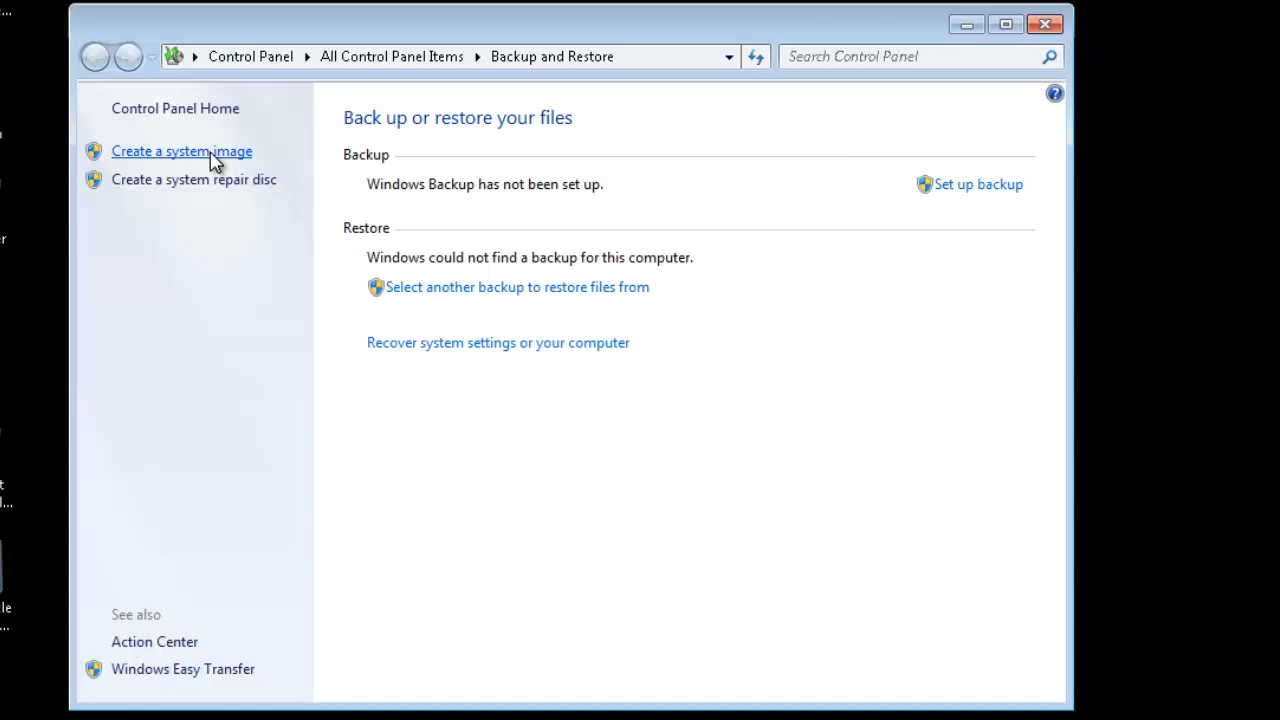 Control Panel
All Control Panel Items
Backup and Restore
Search Control Panel
Control Panel Home
Create a system image
Create a system repair disc
Back up or restore your files
Backup
Windows Backup has not been set up.
Set up backup
Restore
Windows could not find a backup for this computer.
Select another backup to restore files from
Recover system settings or your computer
See also
Action Center
Windows Easy Transfer